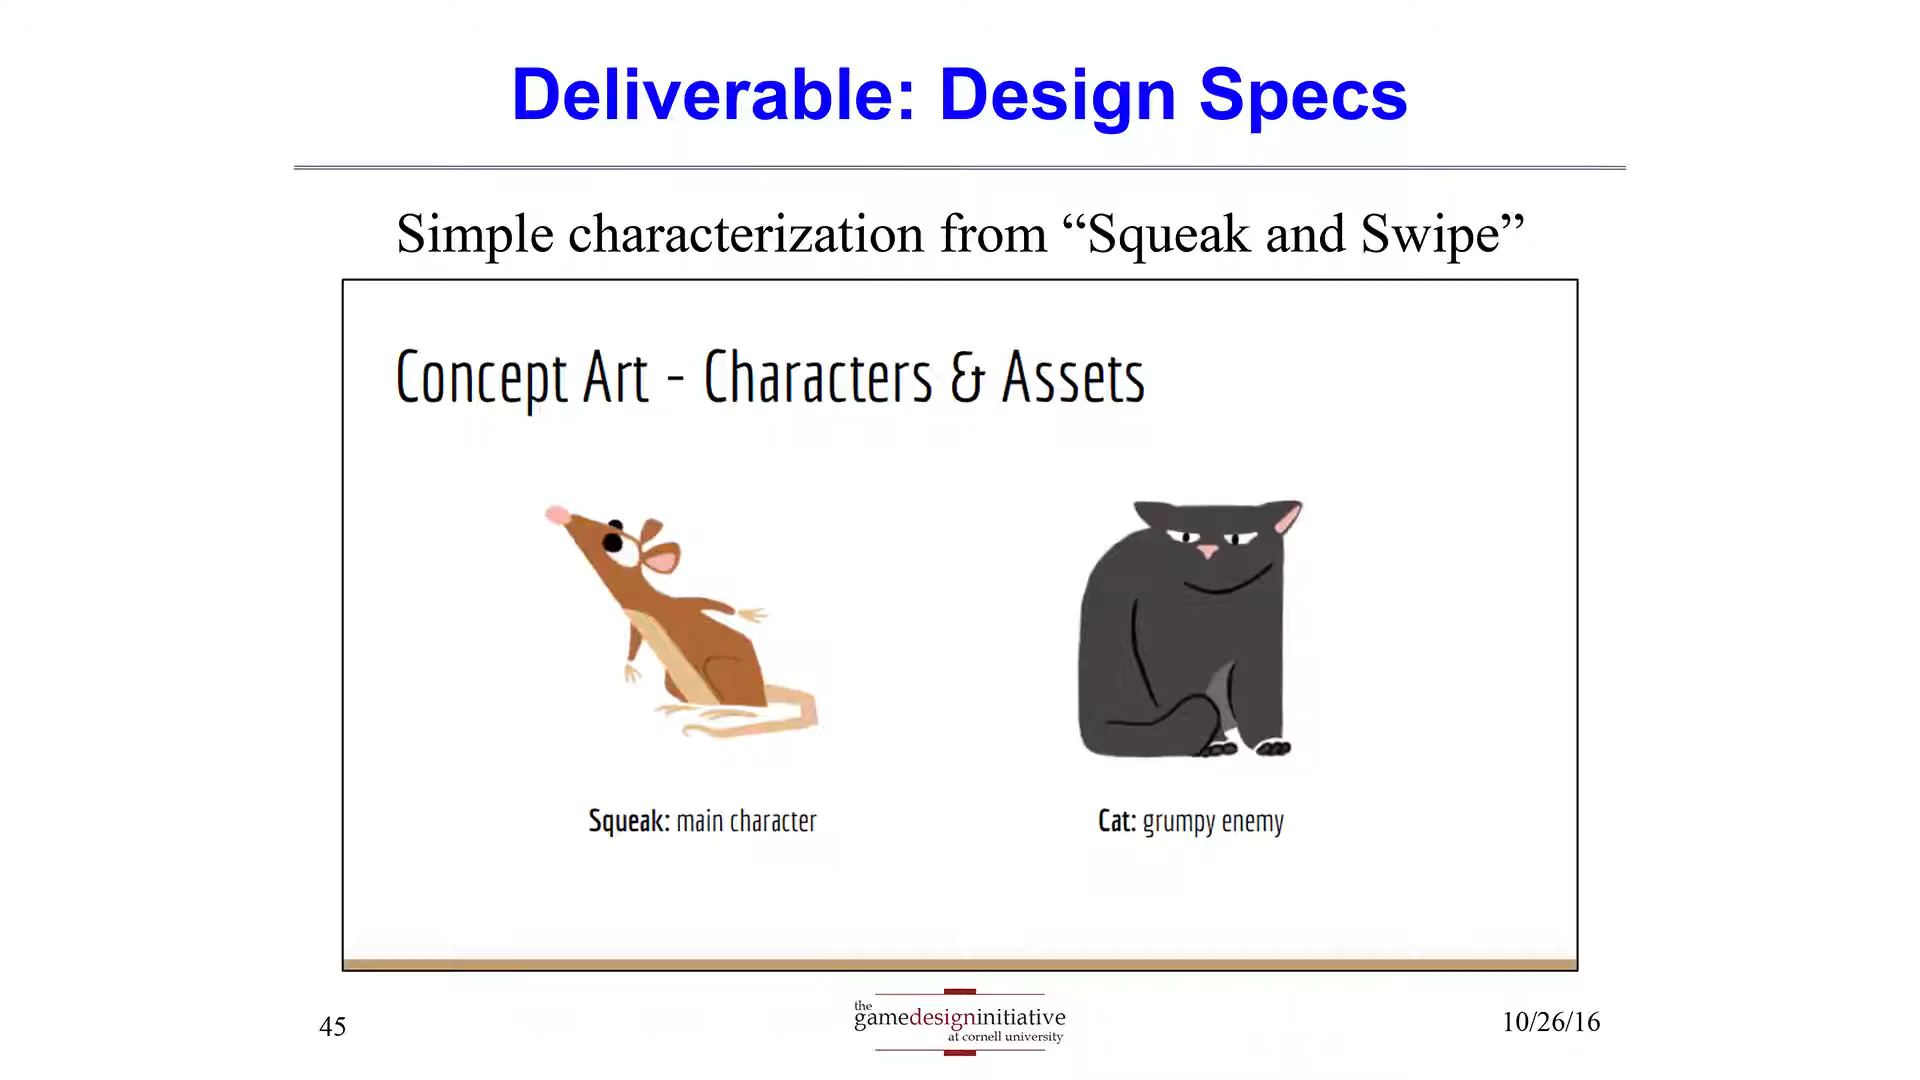 Deliverable: Design Specs
Simple characterization from “Squeak and Swipe”
Concept Art - Characters & Assets
Squeak: main character
Cat: grumpy enemy
45
the
gamedesigninitiative
at cornell university
10/26/16